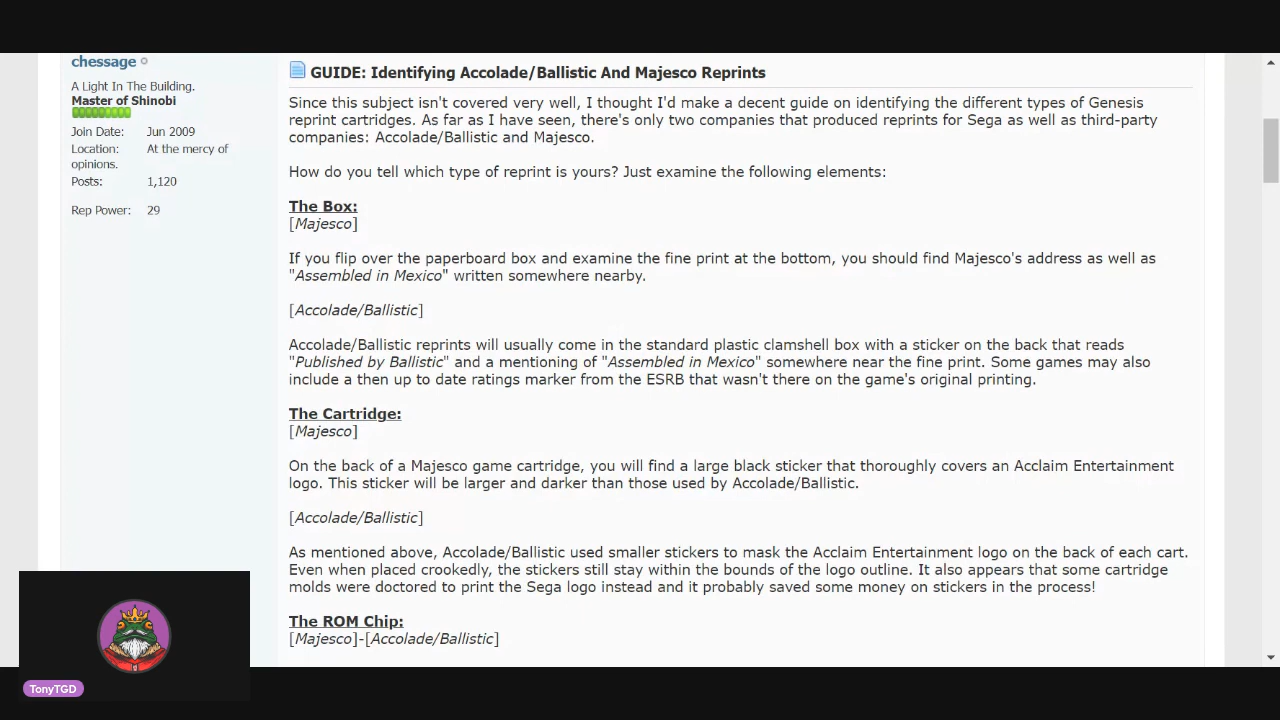 chessage
A Light In The Building.
Master of Shinobi
Join Date: Jun 2009
Location: At the mercy of
opinions.
Posts: 1,120
Rep Power: 29
GUIDE: Identifying Accolade/Ballistic And Majesco Reprints
Since this subject isn't covered very well, I thought I'd make a decent guide on identifying the different types of Genesis
reprint cartridges. As far as I have seen, there's only two companies that produced reprints for Sega as well as third-party
companies: Accolade/Ballistic and Majesco.
How do you tell which type of reprint is yours? Just examine the following elements:
The Box:
[Majesco]
If you flip over the paperboard box and examine the fine print at the bottom, you should find Majesco's address as well as
"Assembled in Mexico" written somewhere nearby.
[Accolade/Ballistic]
Accolade/Ballistic reprints will usually come in the standard plastic clamshell box with a sticker on the back that reads
"Published by Ballistic" and a mentioning of "Assembled in Mexico" somewhere near the fine print. Some games may also
include a then up to date ratings marker from the ESRB that wasn't there on the game's original printing.
The Cartridge:
[Majesco]
On the back of a Majesco game cartridge, you will find a large black sticker that thoroughly covers an Acclaim Entertainment
logo. This sticker will be larger and darker than those used by Accolade/Ballistic.
[Accolade/Ballistic]
As mentioned above, Accolade/Ballistic used smaller stickers to mask the Acclaim Entertainment logo on the back of each cart.
Even when placed crookedly, the stickers still stay within the bounds of the logo outline. It also appears that some cartridge
molds were doctored to print the Sega logo instead and it probably saved some money on stickers in the process!
The ROM Chip:
[Majesco]-[Accolade/Ballistic]
TonyTGD